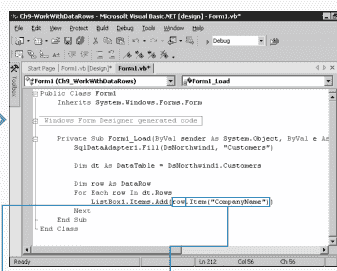 Ch9-WorkWithDataRows - Microsoft Visual Basic.NET [design] - Form1.vb*
File Edit View Project Build Debug Tools Window Help
Debug
Start Page Form1.vb [Design]* Form1.vb*
Toolbox
Form1 (Ch9_WorkWithDataRows) Form1_Load
Public Class Form1
Inherits System.Windows.Forms.Form
Windows Form Designer generated code
Private Sub Form1_Load(ByVal sender As System.Object, ByVal e As
SqlDataAdapter1.Fill(DsNorthwind1, "Customers")
Dim dt As DataTable = DsNorthwind1.Customers
Dim row As DataRow
For Each row In dt.Rows
ListBox1.Items.Add(row.Item("CompanyName"))
Next
End Sub
End Class
Ready Ln 212 Col 56 Ch 56